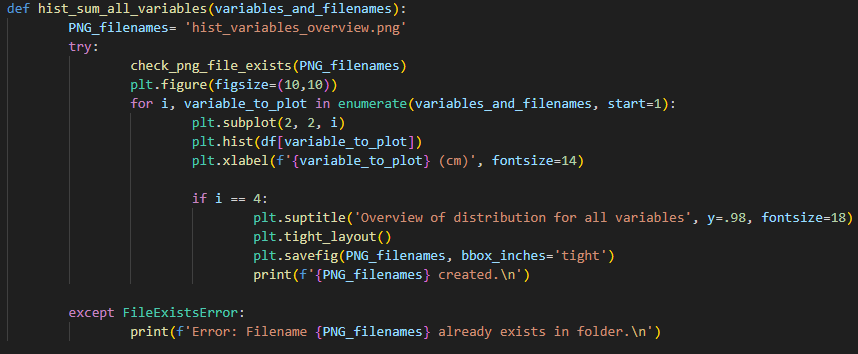 def hist_sum_all_variables(variables_and_filenames):
PNG_filenames= 'hist_variables_overview.png'
try:
check_png_file_exists(PNG_filenames)
plt.figure(figsize=(10,10))
for i, variable_to_plot in enumerate(variables_and_filenames, start=1):
plt.subplot(2, 2, i)
plt.hist(df[variable_to_plot])
plt.xlabel(f'{variable_to_plot} (cm)', fontsize=14)
if i == 4:
plt.suptitle('Overview of distribution for all variables', y=.98, fontsize=18)
plt.tight_layout()
plt.savefig(PNG_filenames, bbox_inches='tight')
print(f'{PNG_filenames} created.\n')
except FileExistsError:
print(f'Error: Filename {PNG_filenames} already exists in folder.\n')